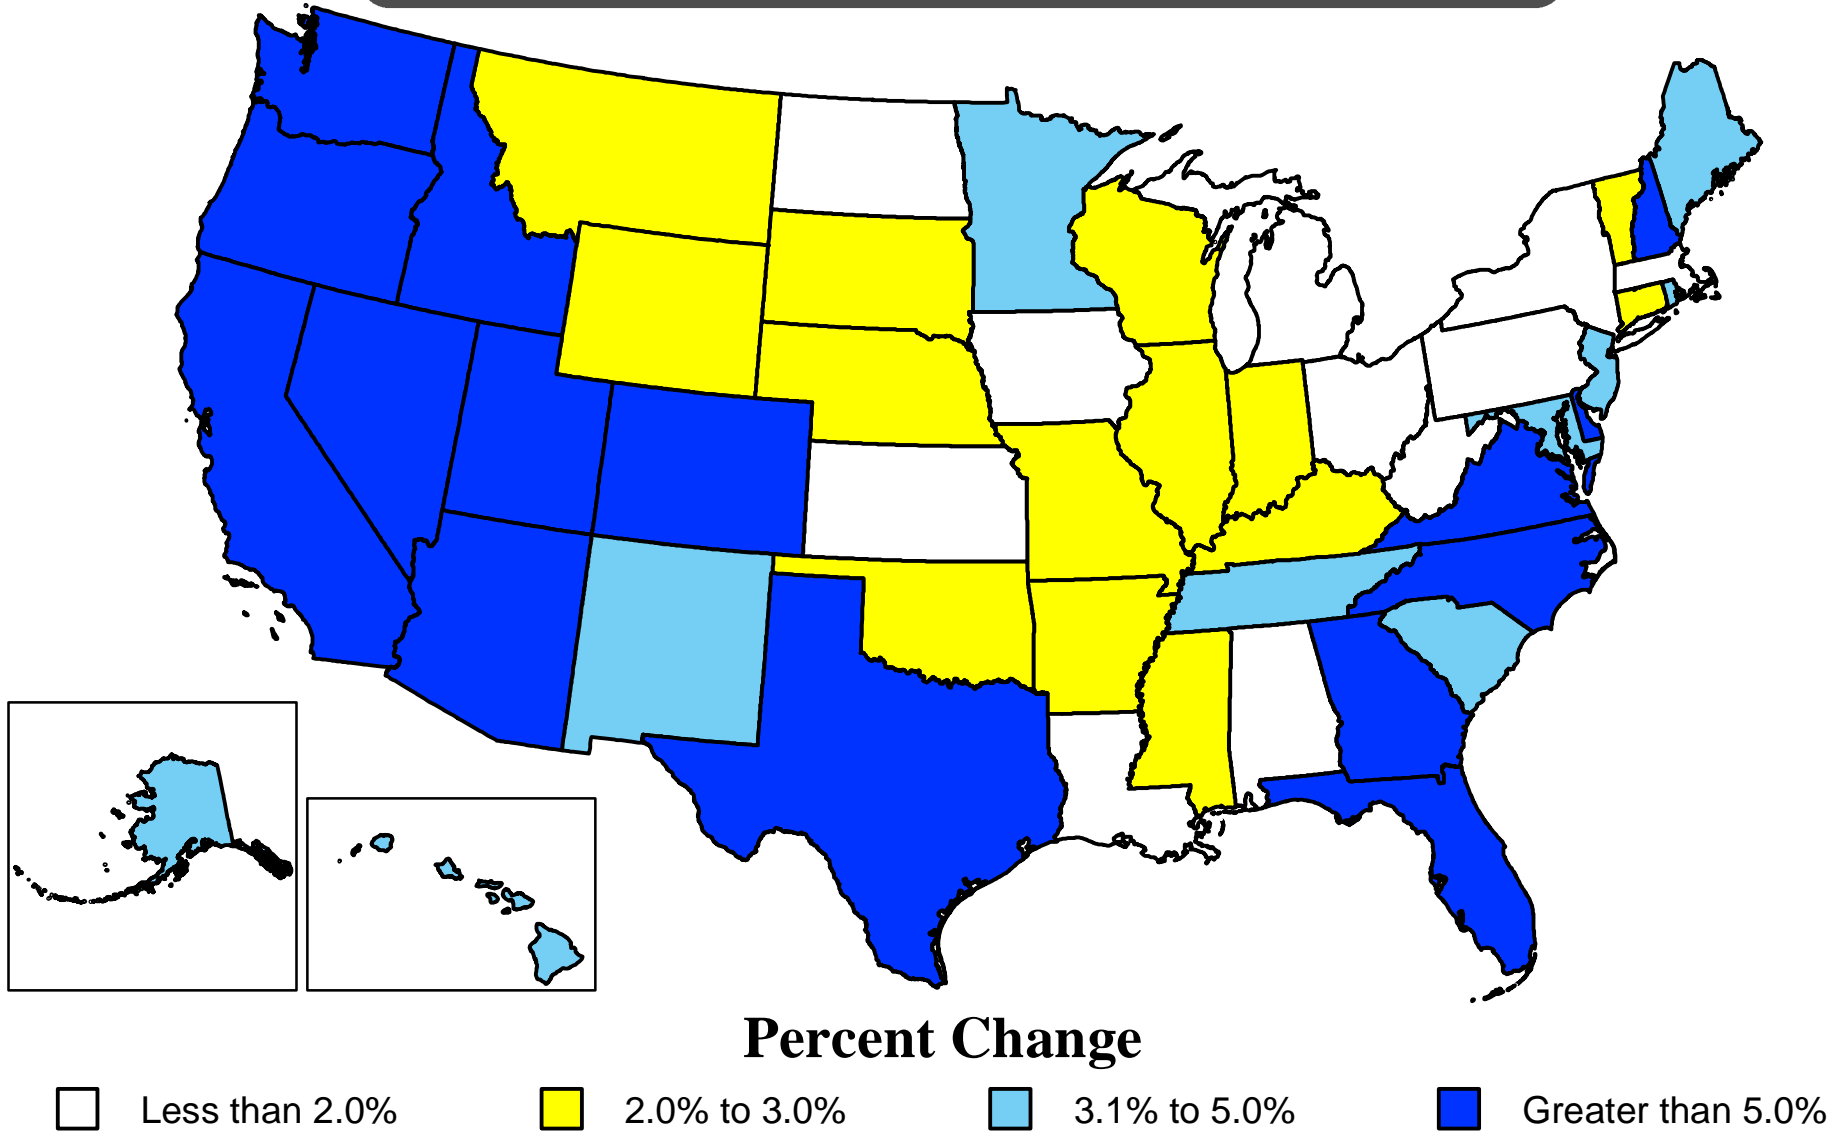 Percent Change
Less than 2.0%
2.0% to 3.0%
3.1% to 5.0%
Greater than 5.0%